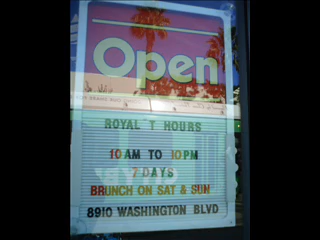 Open
ROYAL-T HOURS
10AM TO 10PM
7 DAYS
BRUNCH ON SAT & SUN
8910 WASHINGTON BLVD